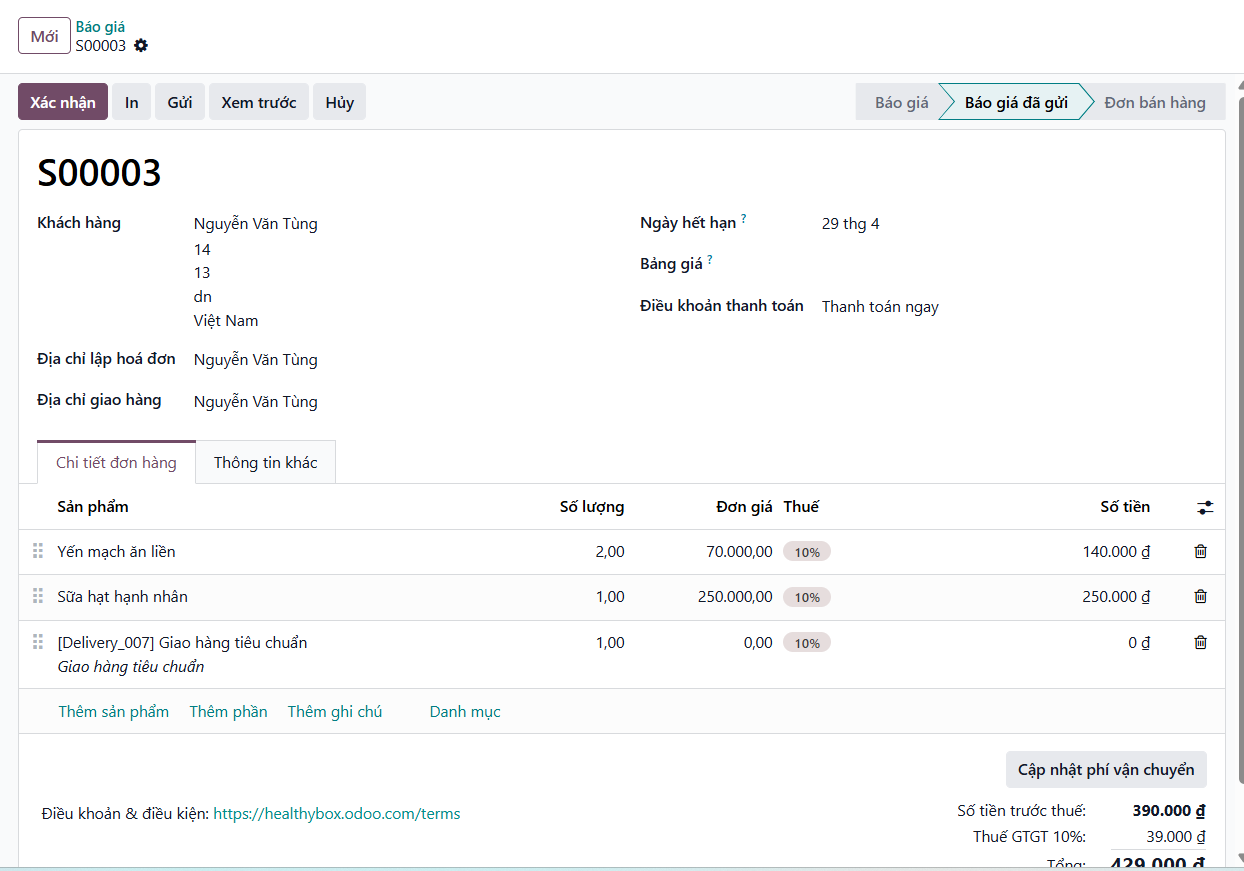 Mới
Báo giá
S00003
Xác nhận In Gửi Xem trước Hủy Báo giá Báo giá đã gửi Đơn bán hàng
S00003
Khách hàng Nguyễn Văn Tùng
14
13
dn
Việt Nam
Địa chỉ lập hoá đơn Nguyễn Văn Tùng
Địa chỉ giao hàng Nguyễn Văn Tùng
Ngày hết hạn ? 29 thg 4
Bảng giá ?
Điều khoản thanh toán Thanh toán ngay
Chi tiết đơn hàng Thông tin khác
Sản phẩm Số lượng Đơn giá Thuế Số tiền
Yến mạch ăn liền 2,00 70.000,00 10% 140.000 ₫
Sữa hạt hạnh nhân 1,00 250.000,00 10% 250.000 ₫
[Delivery_007] Giao hàng tiêu chuẩn 1,00 0,00 10% 0 ₫
Giao hàng tiêu chuẩn
Thêm sản phẩm Thêm phần Thêm ghi chú Danh mục
Cập nhật phí vận chuyển
Điều khoản & điều kiện: https://healthybox.odoo.com/terms
Số tiền trước thuế: 390.000 ₫
Thuế GTGT 10%: 39.000 ₫
Tổng: 429.000 ₫